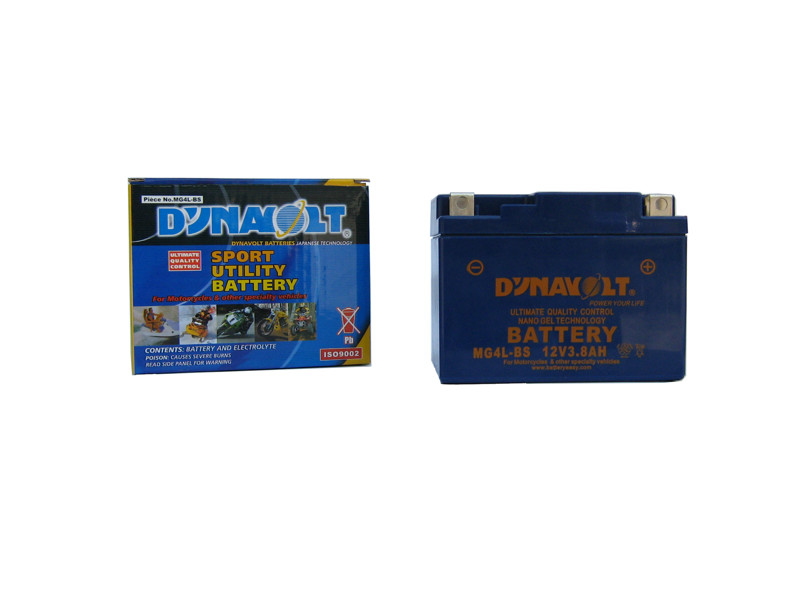 Pièce No.MG4L-BS
DYNAVOLT®
DYNAVOLT BATTERIES JAPANESE TECHNOLOGY
ULTIMATE
QUALITY
CONTROL
SPORT
UTILITY
BATTERY
For Motorcycles & other specialty vehicles
Pb
CONTENTS: BATTERY AND ELECTROLYTE
POISON: CAUSES SEVERE BURNS
READ SIDE PANEL FOR WARNING
ISO9002
DYNAVOLT®
POWER YOUR LIFE
ULTIMATE QUALITY CONTROL
NANO GEL TECHNOLOGY
BATTERY
MG4L-BS 12V3.8AH
For Motorcycles & other specialty vehicles